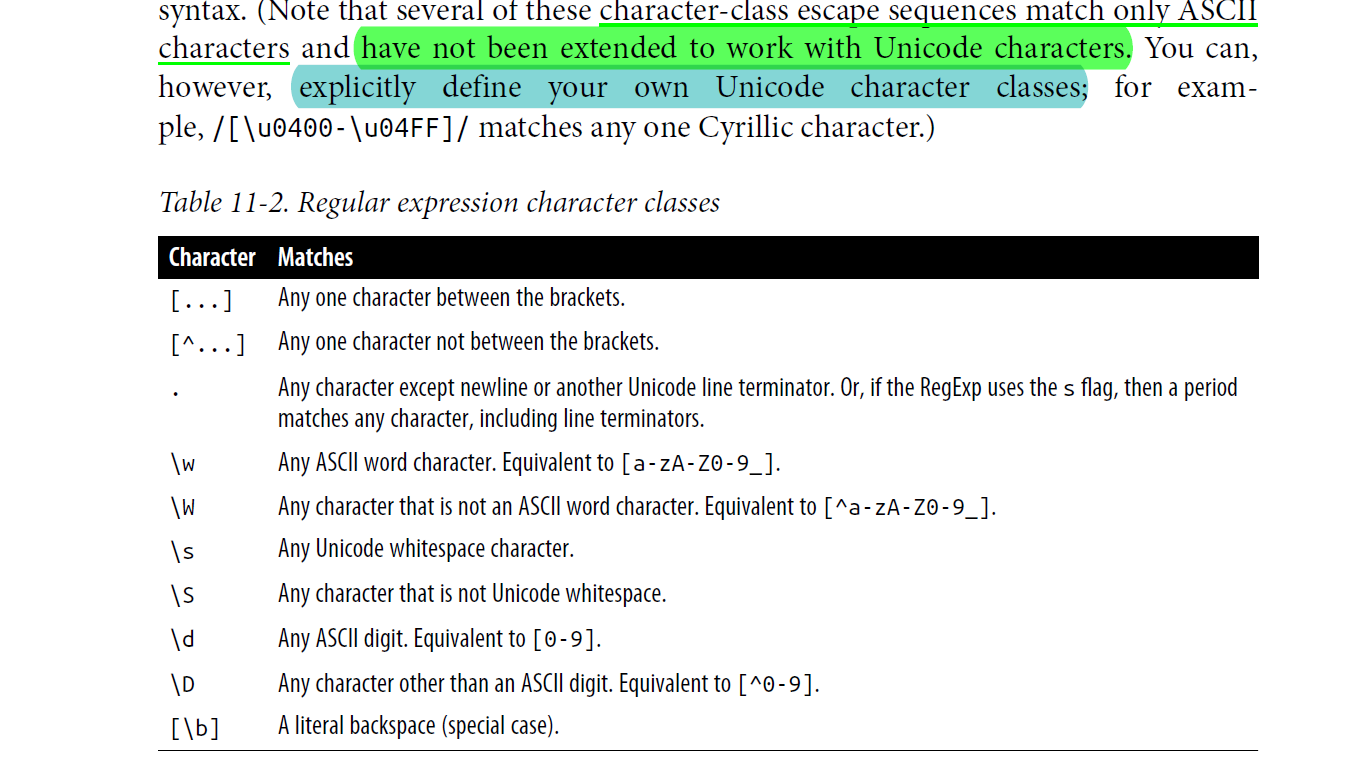 syntax. (Note that several of these character-class escape sequences match only ASCII
characters and have not been extended to work with Unicode characters. You can,
however, explicitly define your own Unicode character classes; for exam-
ple, /[\u0400-\u04FF]/ matches any one Cyrillic character.)
Table 11-2. Regular expression character classes
Character Matches
[...] Any one character between the brackets.
[^...] Any one character not between the brackets.
. Any character except newline or another Unicode line terminator. Or, if the RegExp uses the s flag, then a period
matches any character, including line terminators.
\w Any ASCII word character. Equivalent to [a-zA-Z0-9_].
\W Any character that is not an ASCII word character. Equivalent to [^a-zA-Z0-9_].
\s Any Unicode whitespace character.
\S Any character that is not Unicode whitespace.
\d Any ASCII digit. Equivalent to [0-9].
\D Any character other than an ASCII digit. Equivalent to [^0-9].
[\b] A literal backspace (special case).